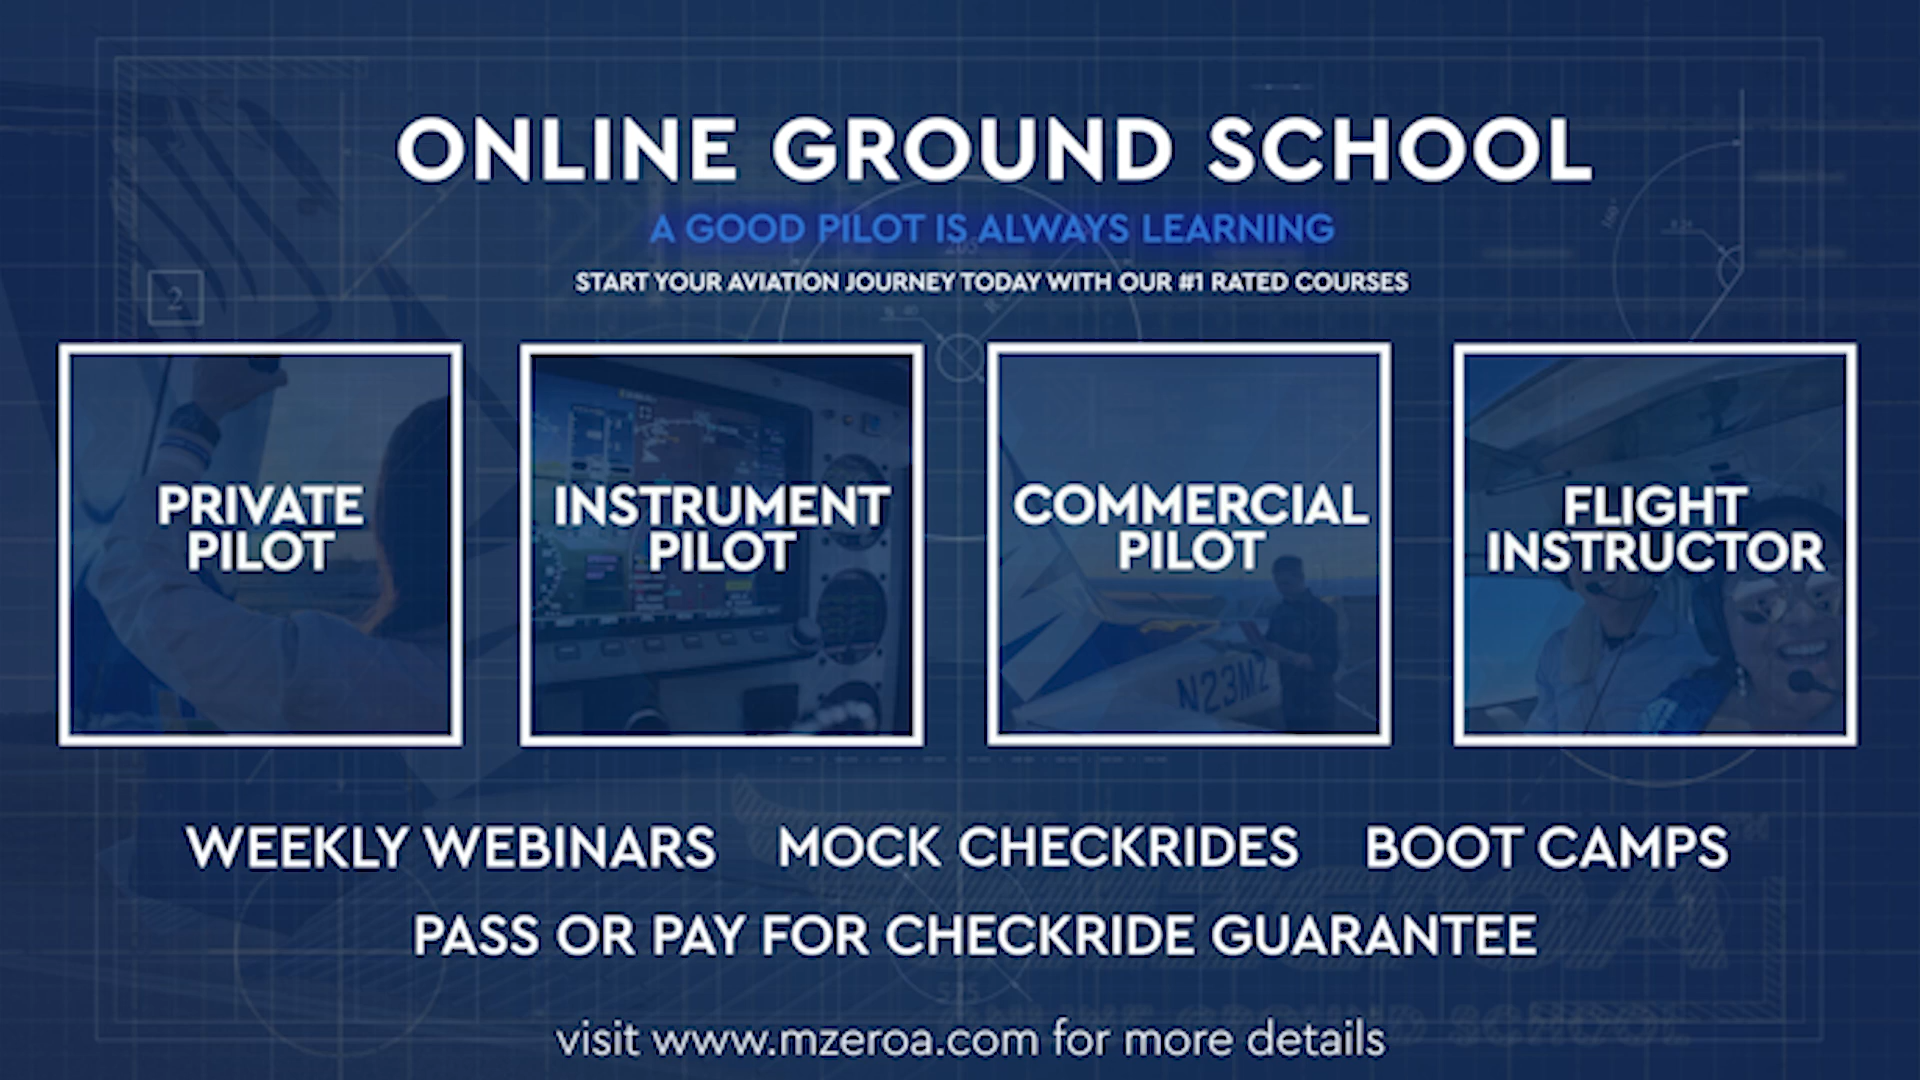 ONLINE GROUND SCHOOL
A GOOD PILOT IS ALWAYS LEARNING
START YOUR AVIATION JOURNEY TODAY WITH OUR #1 RATED COURSES
2
PRIVATE
PILOT
INSTRUMENT
PILOT
COMMERCIAL
PILOT
FLIGHT
INSTRUCTOR
N23MZ
WEEKLY WEBINARS MOCK CHECKRIDES BOOT CAMPS
PASS OR PAY FOR CHECKRIDE GUARANTEE
visit www.mzeroa.com for more details